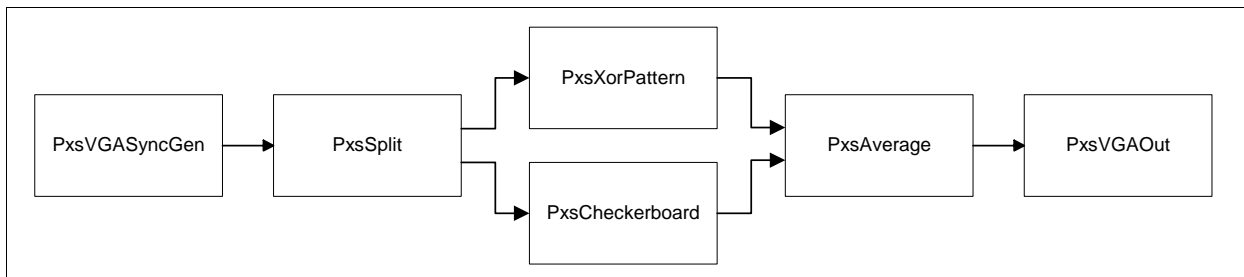 PxsVGASyncGen
PxsSplit
PxsXorPattern
PxsCheckerboard
PxsAverage
PxsVGAOut